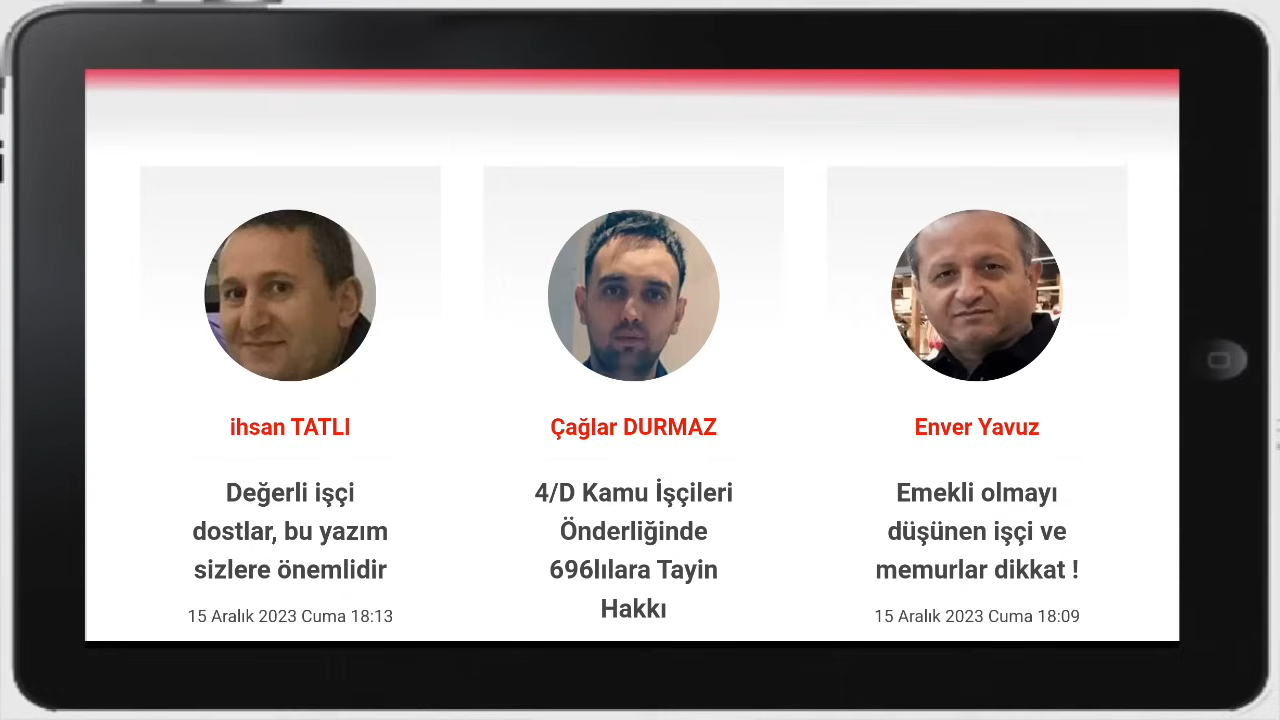 ihsan TATLI
Değerli işçi
dostlar, bu yazım
sizlere önemlidir
15 Aralık 2023 Cuma 18:13
Çağlar DURMAZ
4/D Kamu İşçileri
Önderliğinde
696lılara Tayin
Hakkı
Enver Yavuz
Emekli olmayı
düşünen işçi ve
memurlar dikkat !
15 Aralık 2023 Cuma 18:09